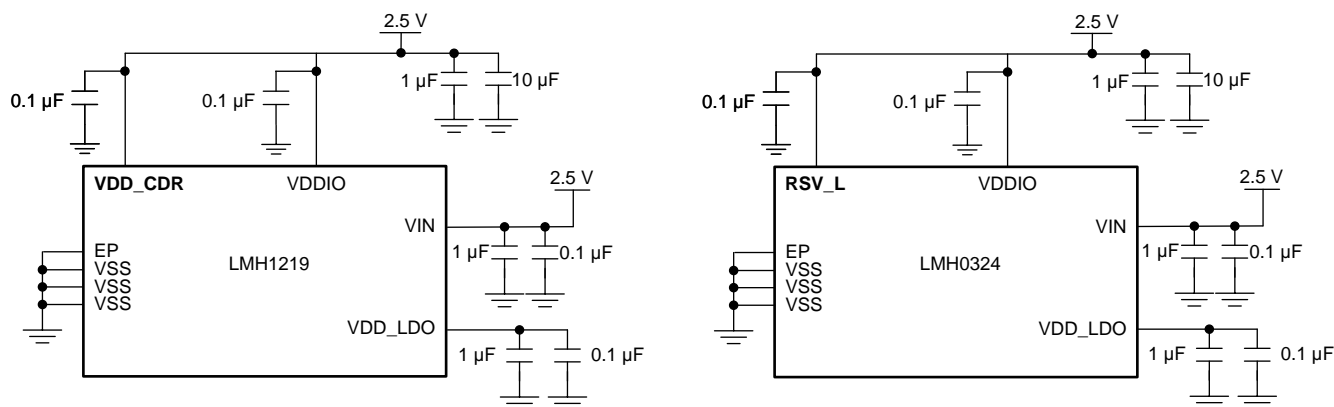 2.5 V
1 µF
10 µF
0.1 µF
0.1 µF
VDD_CDR
VDDIO
2.5 V
VIN
EP
1 µF
0.1 µF
VSS
LMH1219
VSS
VSS
VDD_LDO
1 µF
0.1 µF
2.5 V
1 µF
10 µF
0.1 µF
0.1 µF
RSV_L
VDDIO
2.5 V
VIN
EP
1 µF
0.1 µF
VSS
LMH0324
VSS
VSS
VDD_LDO
1 µF
0.1 µF